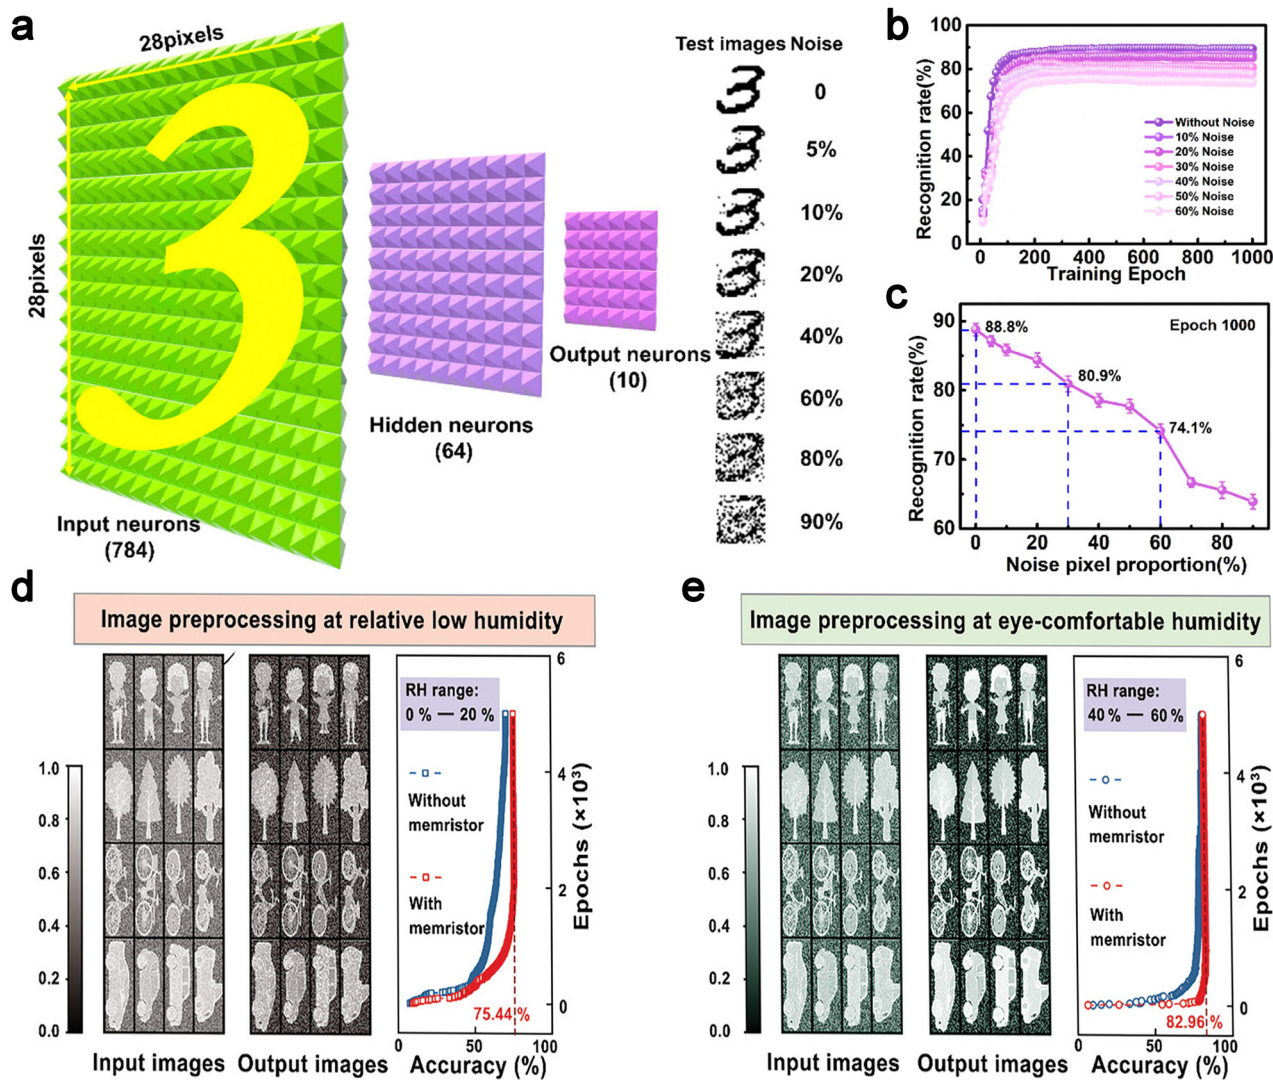 a
28pixels
28pixels
Input neurons
(784)
Hidden neurons
(64)
Output neurons
(10)
Test images Noise
0
5%
10%
20%
40%
60%
80%
90%
b
Recognition rate(%)
100
80
60
40
20
0
Without Noise
10% Noise
20% Noise
30% Noise
40% Noise
50% Noise
60% Noise
0 200 400 600 800 1000
Training Epoch
c
Recognition rate(%)
90
80
70
60
Epoch 1000
88.8%
80.9%
74.1%
0 20 40 60 80
Noise pixel proportion(%)
d
Image preprocessing at relative low humidity
1.0
0.8
0.6
0.4
0.2
0.0
Input images
Output images
RH range:
0 % — 20 %
Without
memristor
With
memristor
75.44 %
6
4
2
0
Epochs (×10³)
0 50 100
Accuracy (%)
e
Image preprocessing at eye-comfortable humidity
1.0
0.8
0.6
0.4
0.2
0.0
Input images
Output images
RH range:
40 % — 60 %
Without
memristor
With
memristor
82.96 %
6
4
2
0
Epochs (×10³)
0 50 100
Accuracy (%)